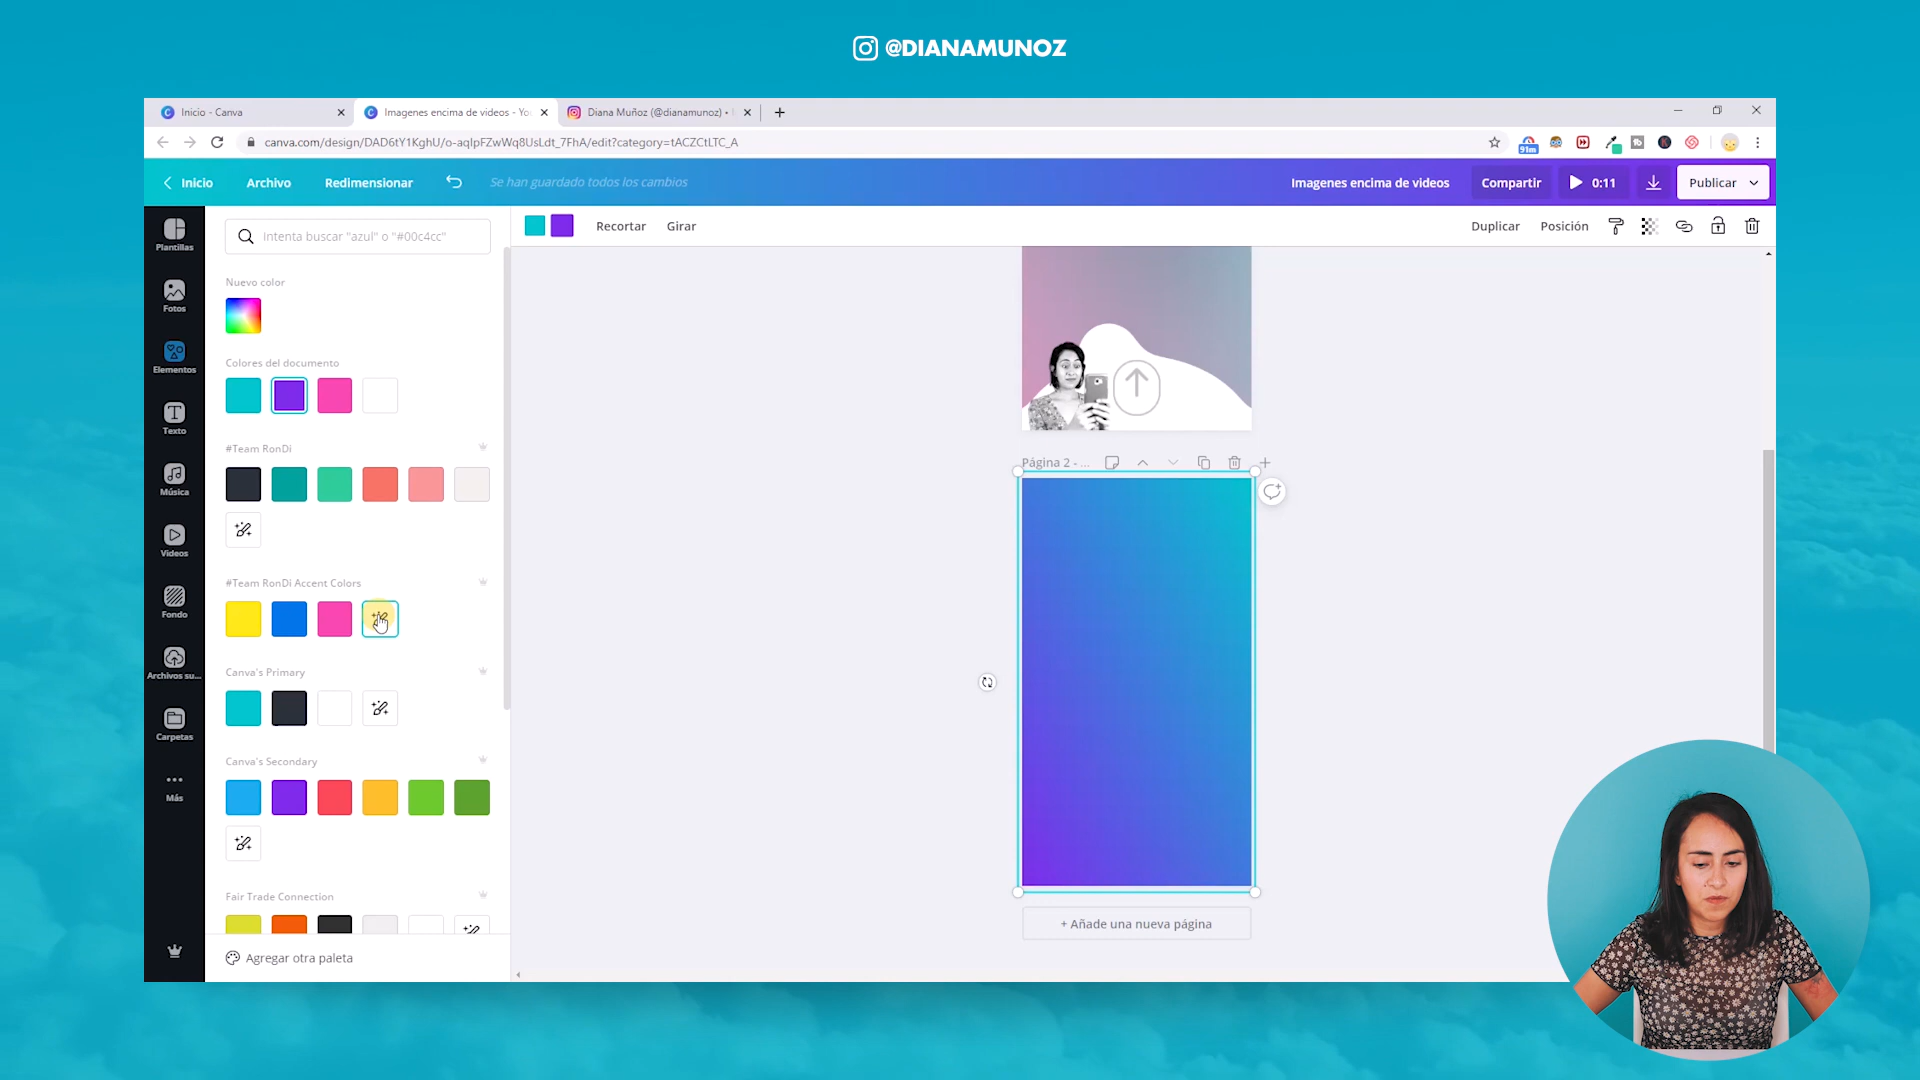 @DIANAMUNOZ
Inicio - Canva
Imagenes encima de videos - Yo
Diana Muñoz (@dianamunoz) •
canva.com/design/DAD6tY1KghU/o-aqIpFZwWq8UsLdt_7FhA/edit?category=tACZCtLTC_A
91m
Inicio
Archivo
Redimensionar
Se han guardado todos los cambios
Imagenes encima de videos
Compartir
0:11
Publicar
Plantillas
Fotos
Elementos
Texto
Música
Videos
Fondo
Archivos su...
Carpetas
Más
Intenta buscar "azul" o "#00c4cc"
Nuevo color
Colores del documento
#Team RonDi
#Team RonDi Accent Colors
Canva's Primary
Canva's Secondary
Fair Trade Connection
Agregar otra paleta
Recortar
Girar
Duplicar
Posición
Página 2 - ...
+ Añade una nueva página